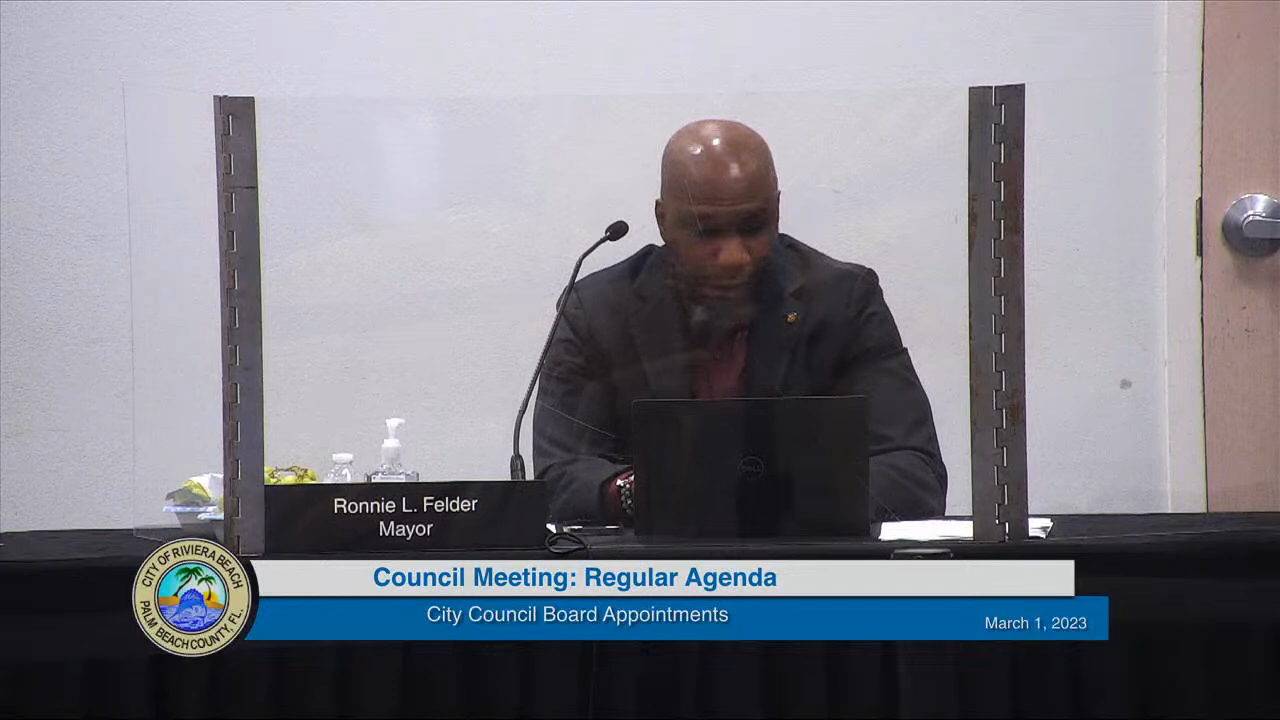 DELL
Ronnie L. Felder
Mayor
CITY OF RIVIERA BEACH
PALM BEACH COUNTY, FL.
Council Meeting: Regular Agenda
City Council Board Appointments
March 1, 2023